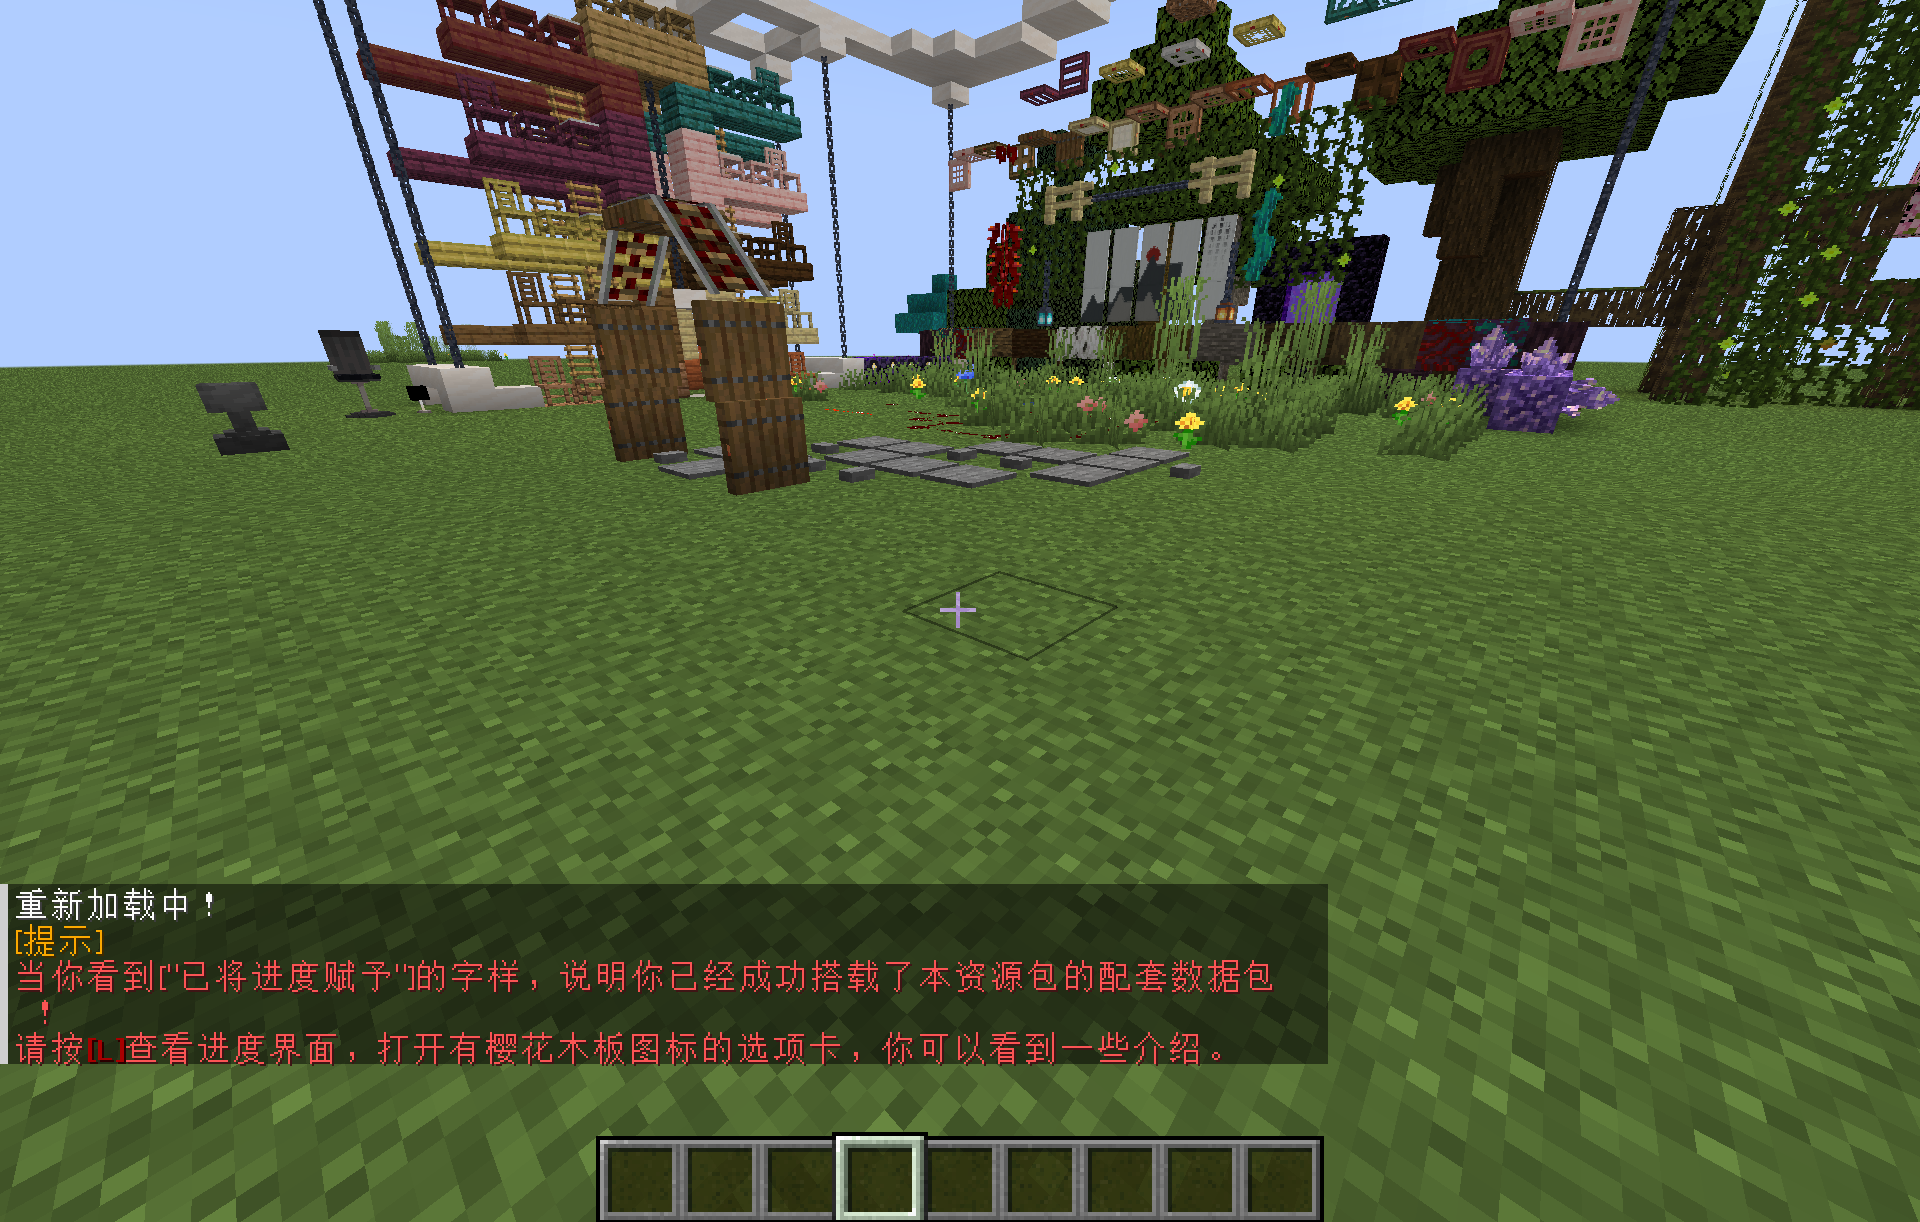 重新加载中！
[提示]
当你看到["已将进度赋予"]的字样，说明你已经成功搭载了本资源包的配套数据包
！
请按[L]查看进度界面，打开有樱花木板图标的选项卡，你可以看到一些介绍。